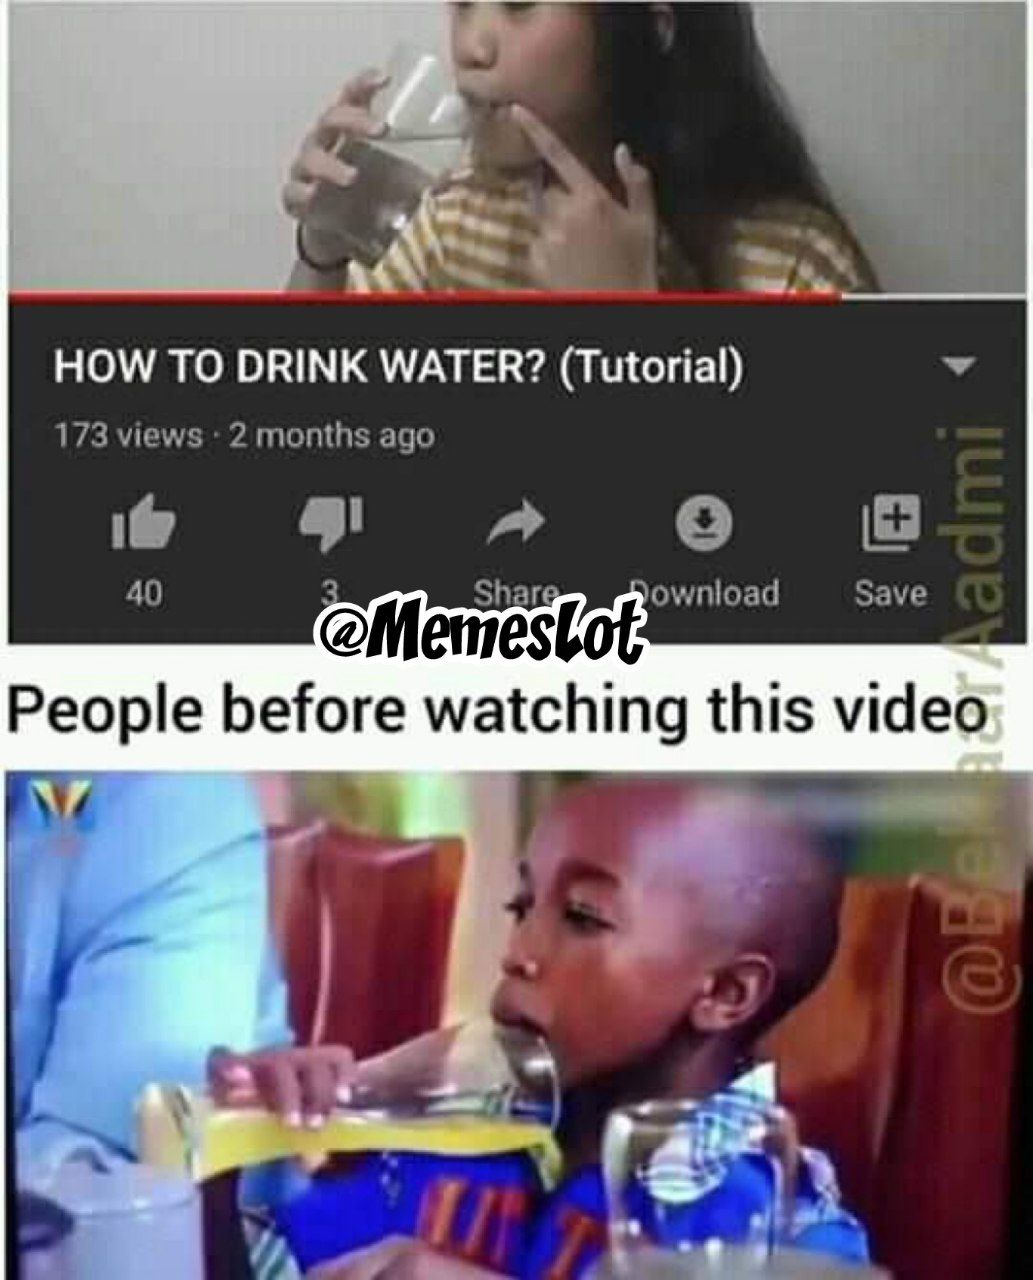 HOW TO DRINK WATER? (Tutorial)
173 views · 2 months ago
40
3
Share
Download
Save
@MemesLot
People before watching this video